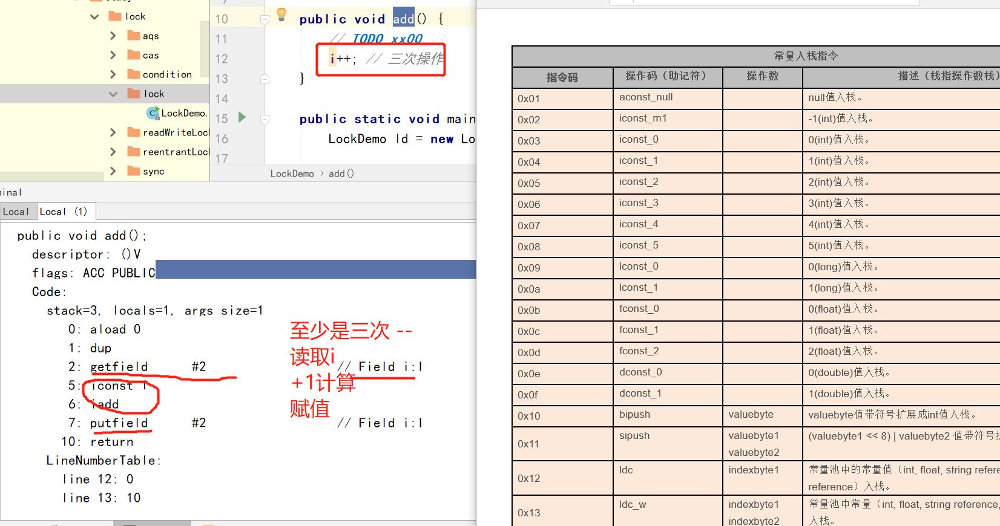 lock
aqs
cas
condition
lock
LockDemo.
readWriteLock
reentrantLock
sync
10 public void add() {
11 // TODO xx00
12 i++; // 三次操作
13 }
14
15 public static void main
16 LockDemo ld = new Lo
17
LockDemo › add()
minal
Local Local (1)
public void add();
descriptor: ()V
flags: ACC_PUBLIC
Code:
stack=3, locals=1, args_size=1
0: aload_0
1: dup
2: getfield #2 // Field i:I
5: iconst_1
6: iadd
7: putfield #2 // Field i:I
10: return
LineNumberTable:
line 12: 0
line 13: 10
至少是三次 --
读取i
+1计算
赋值
常量入栈指令
指令码 操作码（助记符） 操作数 描述（栈指操作数栈）
0x01 aconst_null null值入栈。
0x02 iconst_m1 -1(int)值入栈。
0x03 iconst_0 0(int)值入栈。
0x04 iconst_1 1(int)值入栈。
0x05 iconst_2 2(int)值入栈。
0x06 iconst_3 3(int)值入栈。
0x07 iconst_4 4(int)值入栈。
0x08 iconst_5 5(int)值入栈。
0x09 lconst_0 0(long)值入栈。
0x0a lconst_1 1(long)值入栈。
0x0b fconst_0 0(float)值入栈。
0x0c fconst_1 1(float)值入栈。
0x0d fconst_2 2(float)值入栈。
0x0e dconst_0 0(double)值入栈。
0x0f dconst_1 1(double)值入栈。
0x10 bipush valuebyte valuebyte值带符号扩展成int值入栈。
0x11 sipush valuebyte1 (valuebyte1 << 8) | valuebyte2 值带符号扩
valuebyte2
0x12 ldc indexbyte1 常量池中的常量值（int, float, string refere
reference）入栈。
0x13 ldc_w indexbyte1 常量池中常量（int, float, string reference,
indexbyte2 入栈。